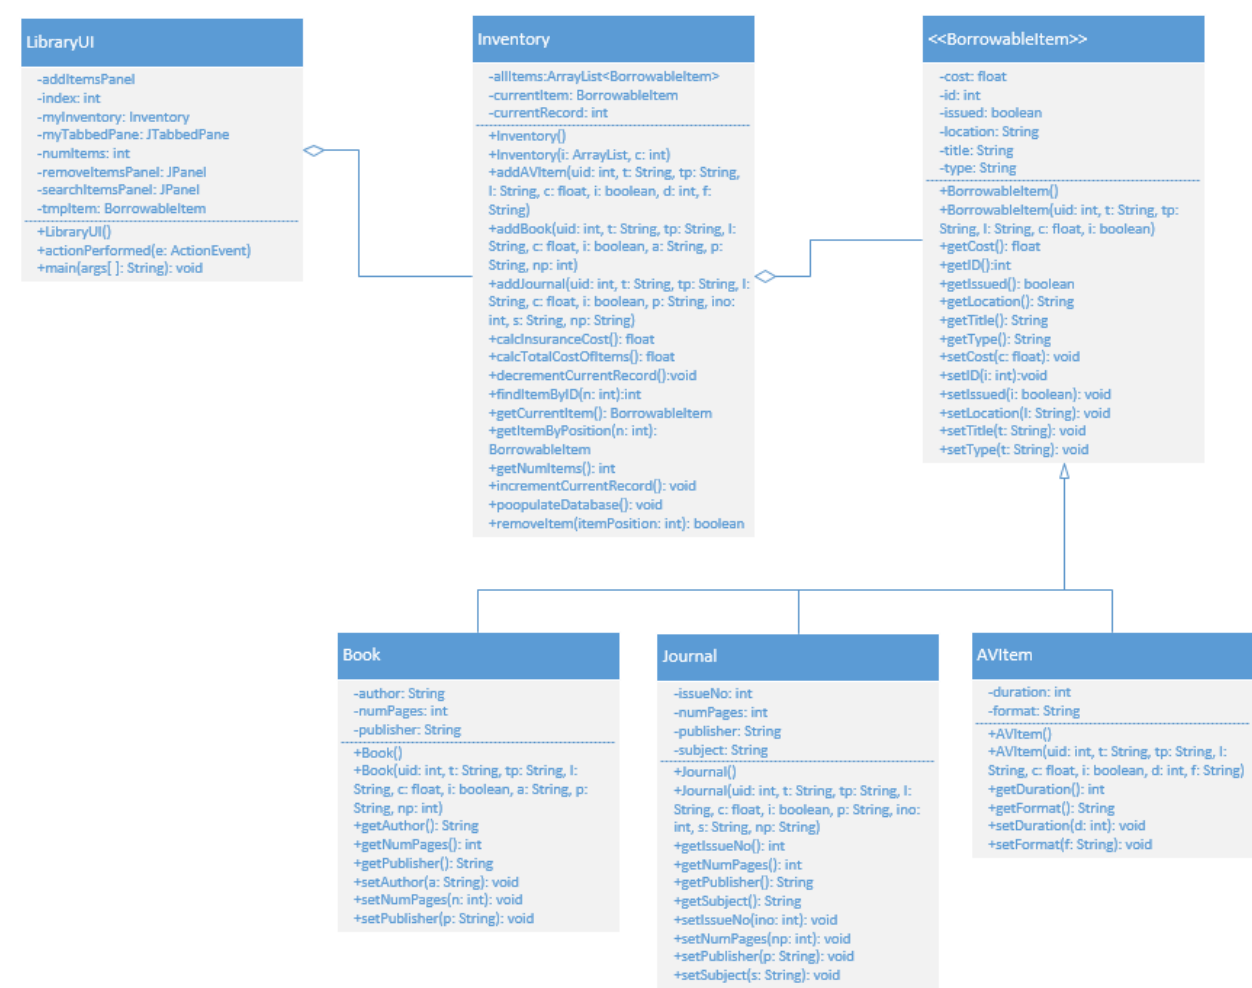 LibraryUI
-addItemsPanel
-index: int
-myInventory: Inventory
-myTabbedPane: JTabbedPane
-numItems: int
-removeItemsPanel: JPanel
-searchItemsPanel: JPanel
-tmpItem: BorrowableItem
+LibraryUI()
+actionPerformed(e: ActionEvent)
+main(args[ ]: String): void
Inventory
-allItems:ArrayList<BorrowableItem>
-currentItem: BorrowableItem
-currentRecord: int
+Inventory()
+Inventory(i: ArrayList, c: int)
+addAVItem(uid: int, t: String, tp: String,
l: String, c: float, i: boolean, d: int, f:
String)
+addBook(uid: int, t: String, tp: String, l:
String, c: float, i: boolean, a: String, p:
String, np: int)
+addJournal(uid: int, t: String, tp: String, l:
String, c: float, i: boolean, p: String, ino:
int, s: String, np: String)
+calcInsuranceCost(): float
+calcTotalCostOfItems(): float
+decrementCurrentRecord():void
+findItemByID(n: int):int
+getCurrentItem(): BorrowableItem
+getItemByPosition(n: int):
BorrowableItem
+getNumItems(): int
+incrementCurrentRecord(): void
+poopulateDatabase(): void
+removeItem(itemPosition: int): boolean
<<BorrowableItem>>
-cost: float
-id: int
-issued: boolean
-location: String
-title: String
-type: String
+BorrowableItem()
+BorrowableItem(uid: int, t: String, tp:
String, l: String, c: float, i: boolean)
+getCost(): float
+getID():int
+getIssued(): boolean
+getLocation(): String
+getTitle(): String
+getType(): String
+setCost(c: float): void
+setID(i: int):void
+setIssued(i: boolean): void
+setLocation(l: String): void
+setTitle(t: String): void
+setType(t: String): void
Book
-author: String
-numPages: int
-publisher: String
+Book()
+Book(uid: int, t: String, tp: String, l:
String, c: float, i: boolean, a: String, p:
String, np: int)
+getAuthor(): String
+getNumPages(): int
+getPublisher(): String
+setAuthor(a: String): void
+setNumPages(n: int): void
+setPublisher(p: String): void
Journal
-issueNo: int
-numPages: int
-publisher: String
-subject: String
+Journal()
+Journal(uid: int, t: String, tp: String, l:
String, c: float, i: boolean, p: String, ino:
int, s: String, np: String)
+getIssueNo(): int
+getNumPages(): int
+getPublisher(): String
+getSubject(): String
+setIssueNo(ino: int): void
+setNumPages(np: int): void
+setPublisher(p: String): void
+setSubject(s: String): void
AVItem
-duration: int
-format: String
+AVItem()
+AVItem(uid: int, t: String, tp: String, l:
String, c: float, i: boolean, d: int, f: String)
+getDuration(): int
+getFormat(): String
+setDuration(d: int): void
+setFormat(f: String): void